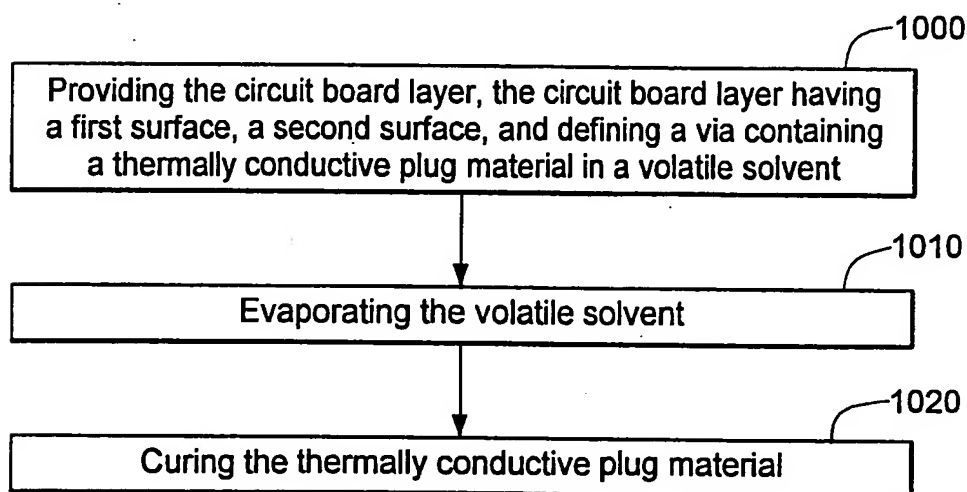 1000
Providing the circuit board layer, the circuit board layer having
a first surface, a second surface, and defining a via containing
a thermally conductive plug material in a volatile solvent
1010
Evaporating the volatile solvent
1020
Curing the thermally conductive plug material